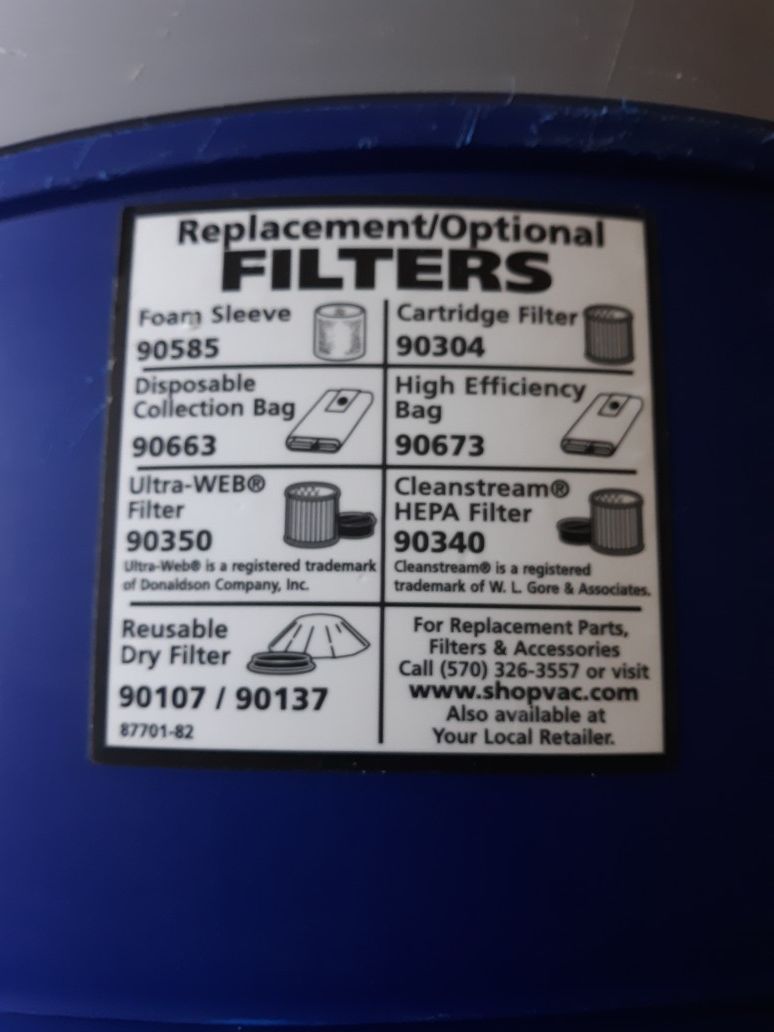 Replacement/Optional
FILTERS
Foam Sleeve
90585
Cartridge Filter
90304
Disposable
Collection Bag
90663
High Efficiency
Bag
90673
Ultra-WEB®
Filter
90350
Ultra-Web® is a registered trademark
of Donaldson Company, Inc.
Cleanstream®
HEPA Filter
90340
Cleanstream® is a registered
trademark of W. L. Gore & Associates.
Reusable
Dry Filter
90107 / 90137
87701-82
For Replacement Parts,
Filters & Accessories
Call (570) 326-3557 or visit
www.shopvac.com
Also available at
Your Local Retailer.